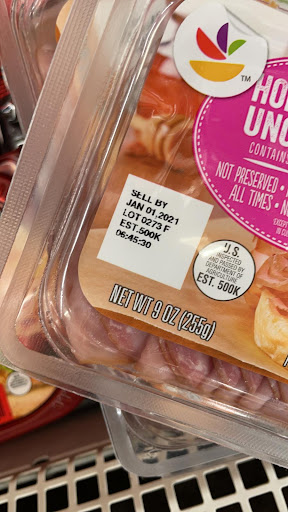 TM
HO
UNC
CONTAINS
NOT PRESERVED •
ALL TIMES •
SELL BY
JAN 01,2021
LOT 0273 F
EST.500K
06:45:30
U.S.
INSPECTED
AND PASSED BY
DEPARTMENT OF
AGRICULTURE
EST. 500K
NET WT 9 OZ (255g)